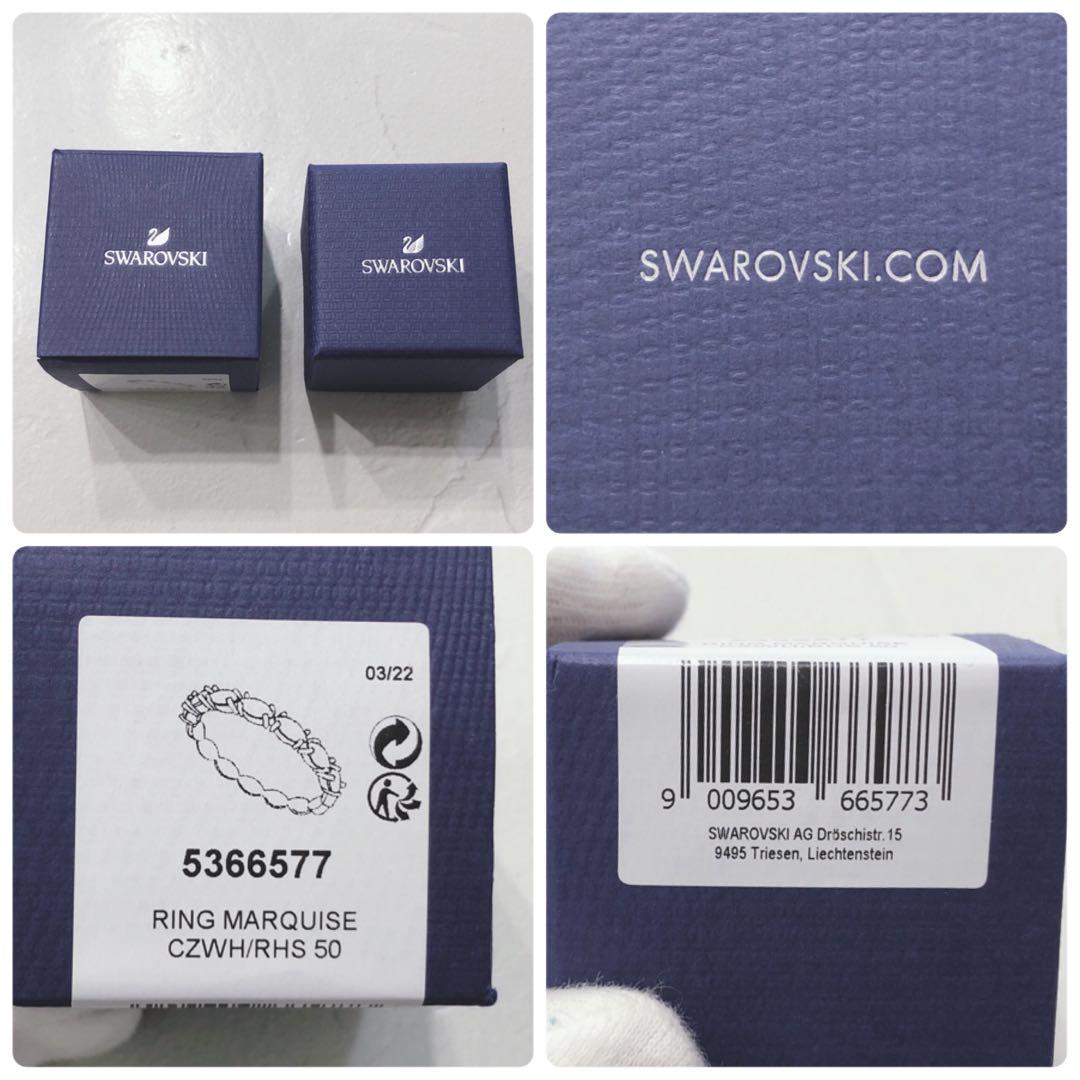 SWAROVSKI
SWAROVSKI
SWAROVSKI.COM
03/22
5366577
RING MARQUISE
CZWH/RHS 50
9 009653 665773
SWAROVSKI AG Dröschistr. 15
9495 Triesen, Liechtenstein